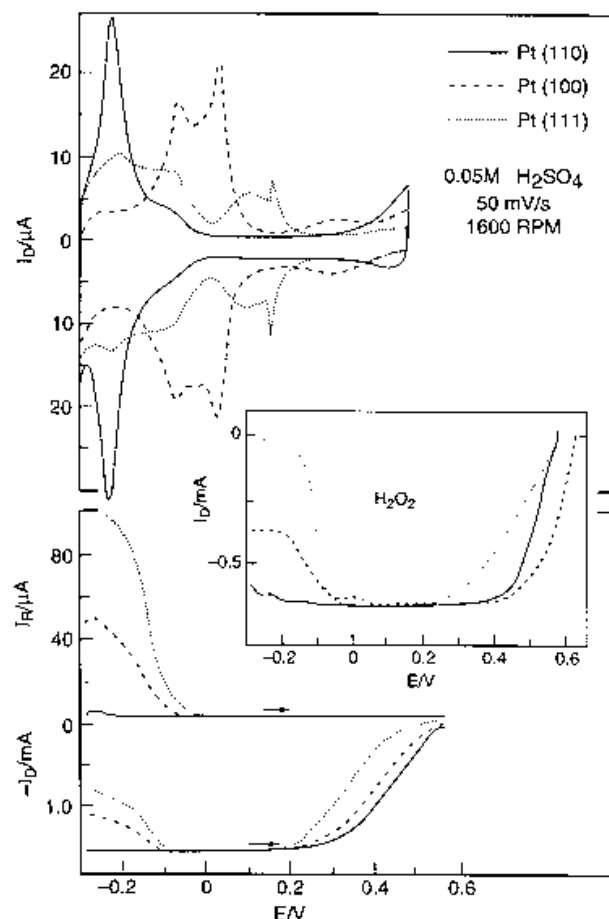 Pt (110)
Pt (100)
Pt (111)
0.05M H₂SO₄
50 mV/s
1600 RPM
20
10
0
10
20
I_D/μA
0
-0.5
I_D/mA
H₂O₂
-0.2 0 0.2 0.4 0.6
E/V
80
40
0
I_R/μA
0
1.0
-I_D/mA
-0.2 0 0.2 0.4 0.6
E/V